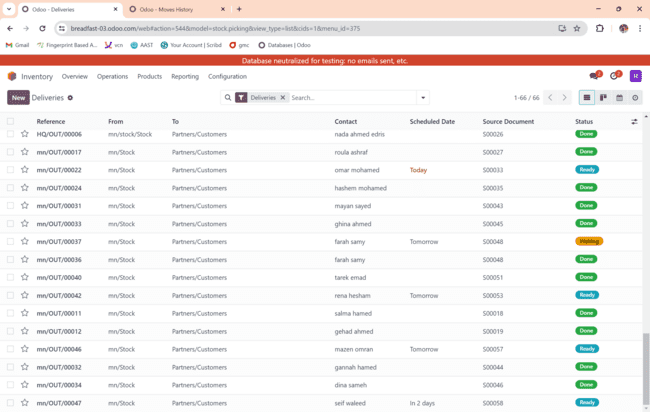 Odoo - Deliveries
Odoo - Moves History
breadfast-03.odoo.com/web#action=544&model=stock.picking&view_type=list&cids=1&menu_id=375
Gmail Fingerprint Based A... xcn AAST Your Account | Scribd gmc Databases | Odoo
Database neutralized for testing: no emails sent, etc.
Inventory Overview Operations Products Reporting Configuration
R
New Deliveries Deliveries Search... 1-66 / 66
Reference From To Contact Scheduled Date Source Document Status
HQ/OUT/00006 mn/stock/Stock Partners/Customers nada ahmed edris S00026 Done
mn/OUT/00017 mn/Stock Partners/Customers roula ashraf S00027 Done
mn/OUT/00022 mn/Stock Partners/Customers omar mohamed Today S00033 Ready
mn/OUT/00024 mn/Stock Partners/Customers hashem mohamed S00035 Done
mn/OUT/00031 mn/Stock Partners/Customers mayan sayed S00043 Done
mn/OUT/00033 mn/Stock Partners/Customers ghina ahmed S00045 Done
mn/OUT/00037 mn/Stock Partners/Customers farah samy Tomorrow S00048 Waiting
mn/OUT/00036 mn/Stock Partners/Customers farah samy S00048 Done
mn/OUT/00040 mn/Stock Partners/Customers tarek emad S00051 Done
mn/OUT/00042 mn/Stock Partners/Customers rena hesham Tomorrow S00053 Ready
mn/OUT/00011 mn/Stock Partners/Customers salma hamed S00018 Done
mn/OUT/00012 mn/Stock Partners/Customers gehad ahmed S00019 Done
mn/OUT/00046 mn/Stock Partners/Customers mazen omran Tomorrow S00057 Ready
mn/OUT/00032 mn/Stock Partners/Customers gannah hamed S00044 Done
mn/OUT/00034 mn/Stock Partners/Customers dina sameh S00046 Done
mn/OUT/00047 mn/Stock Partners/Customers seif waleed In 2 days S00058 Ready